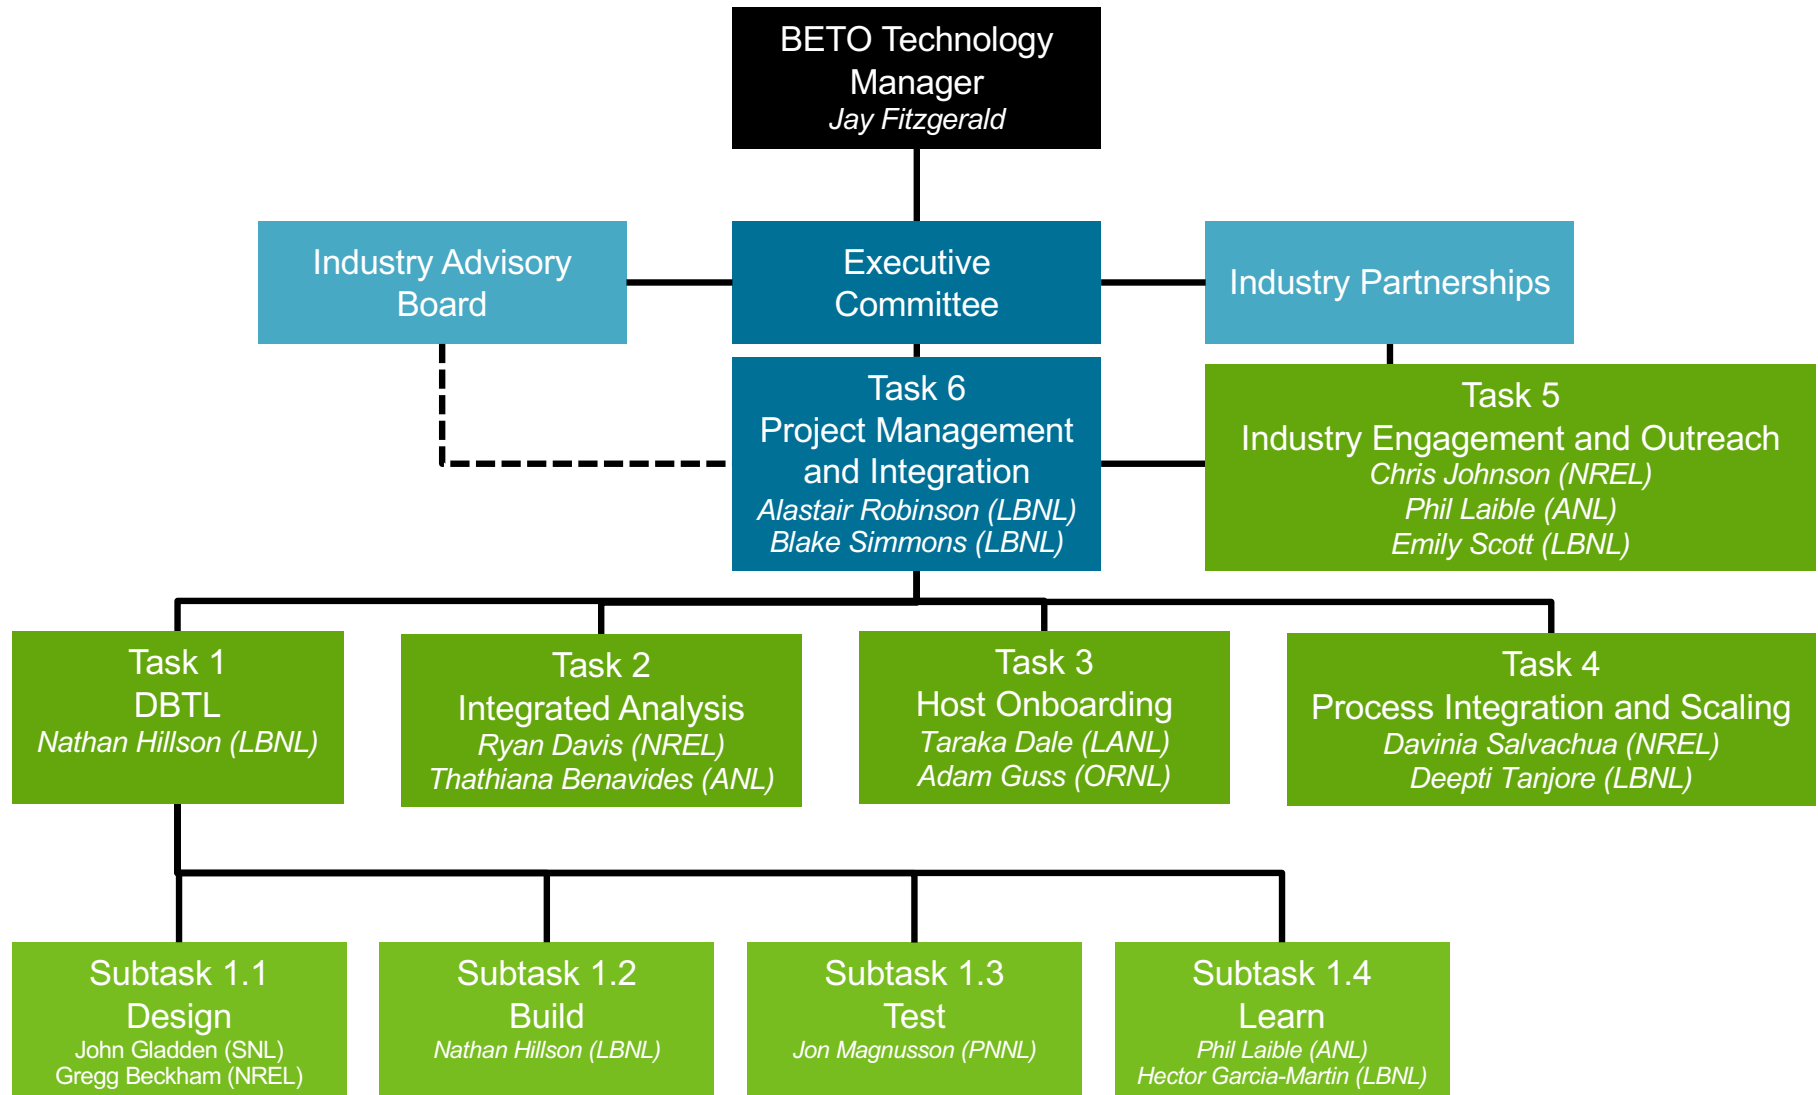 BETO Technology
Manager
Jay Fitzgerald
Industry Advisory
Board
Executive
Committee
Industry Partnerships
Task 6
Project Management
and Integration
Alastair Robinson (LBNL)
Blake Simmons (LBNL)
Task 5
Industry Engagement and Outreach
Chris Johnson (NREL)
Phil Laible (ANL)
Emily Scott (LBNL)
Task 1
DBTL
Nathan Hillson (LBNL)
Task 2
Integrated Analysis
Ryan Davis (NREL)
Thathiana Benavides (ANL)
Task 3
Host Onboarding
Taraka Dale (LANL)
Adam Guss (ORNL)
Task 4
Process Integration and Scaling
Davinia Salvachua (NREL)
Deepti Tanjore (LBNL)
Subtask 1.1
Design
John Gladden (SNL)
Gregg Beckham (NREL)
Subtask 1.2
Build
Nathan Hillson (LBNL)
Subtask 1.3
Test
Jon Magnusson (PNNL)
Subtask 1.4
Learn
Phil Laible (ANL)
Hector Garcia-Martin (LBNL)